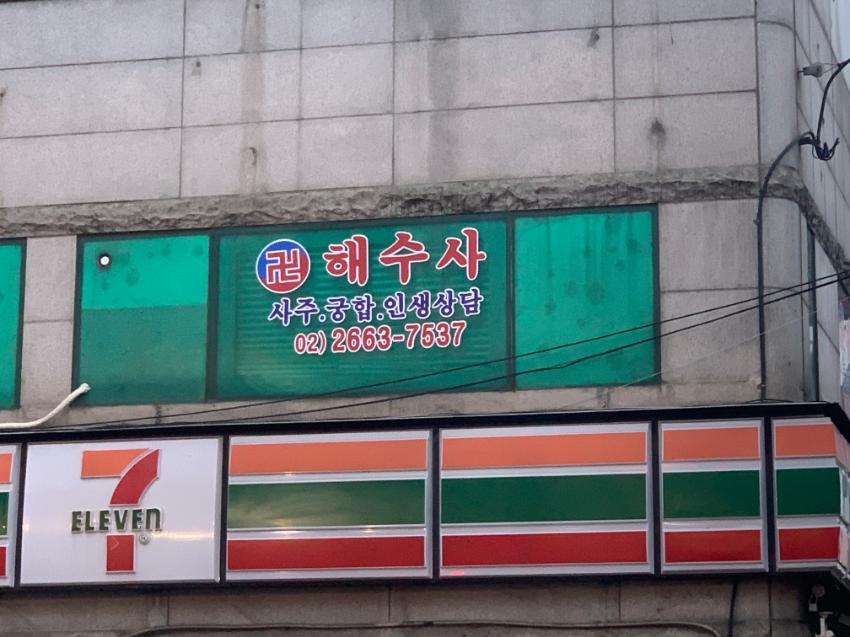 卍 해수사
사주.궁합.인생상담
02) 2663-7537
7
ELEVEn
®